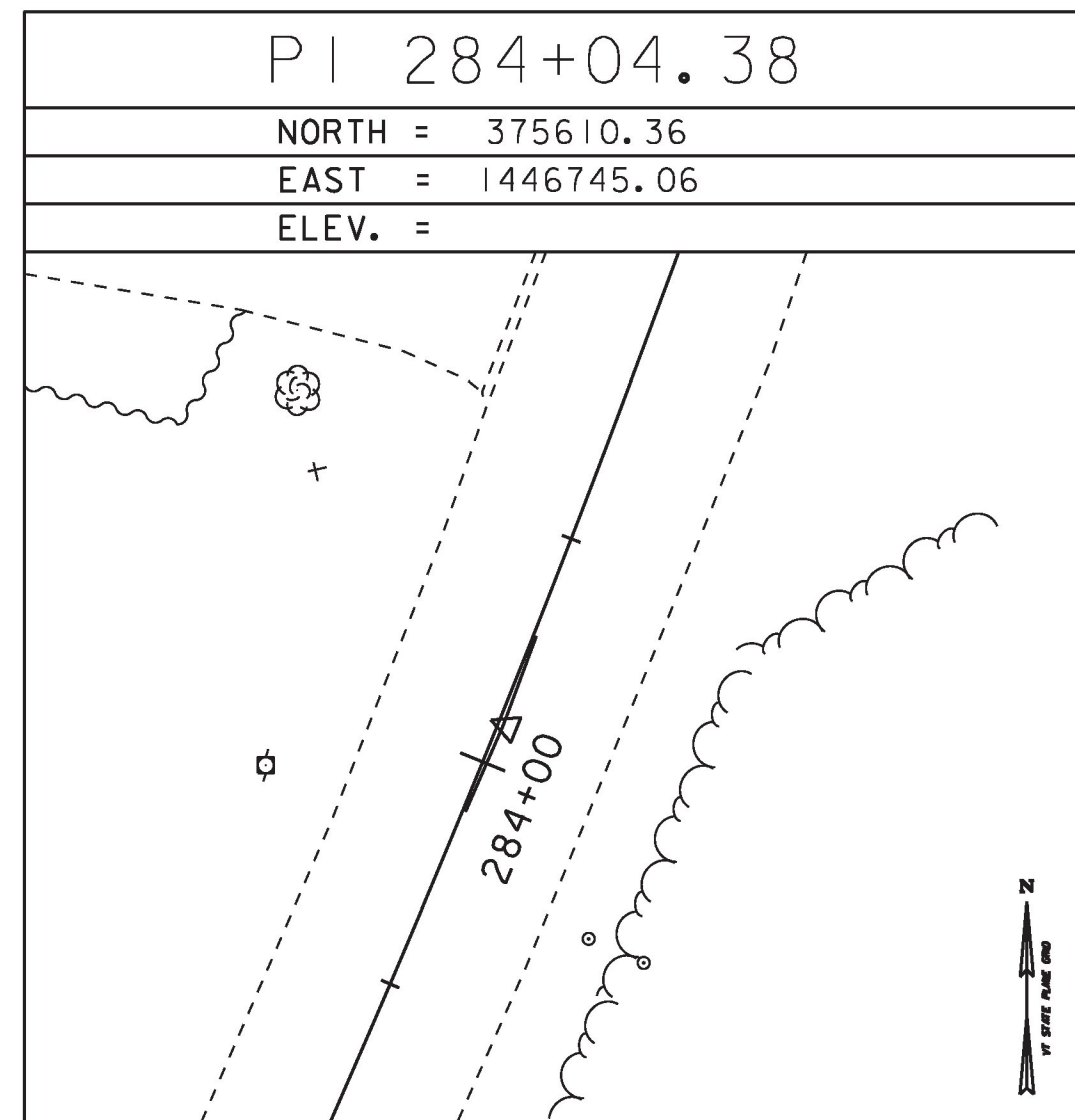 PI 284+04.38
NORTH = 375610.36
EAST = 1446745.06
ELEV. =
284+00
N
VT STATE PLANE GRID